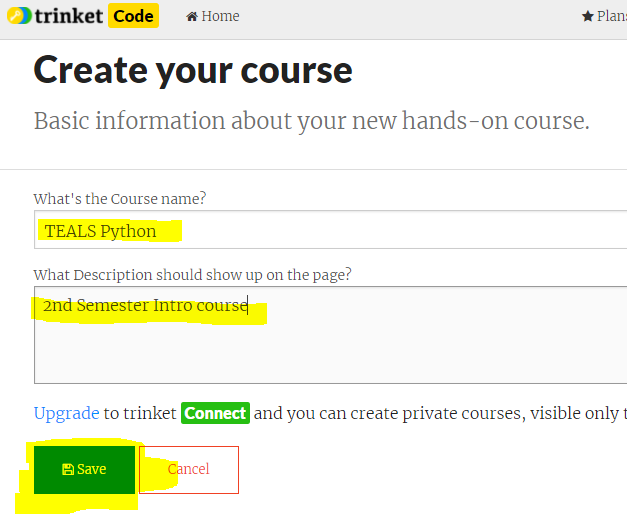 trinket Code Home Plans
Create your course
Basic information about your new hands-on course.
What's the Course name?
TEALS Python
What Description should show up on the page?
2nd Semester Intro course
Upgrade to trinket Connect and you can create private courses, visible only t
Save Cancel